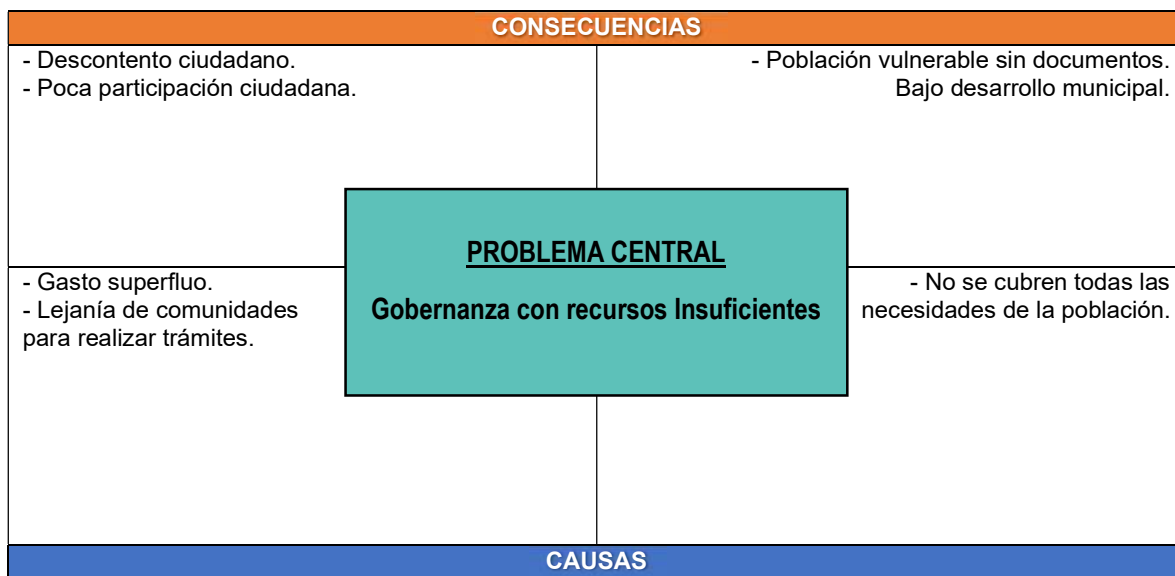 CONSECUENCIAS
- Descontento ciudadano.
- Poca participación ciudadana.
- Población vulnerable sin documentos.
Bajo desarrollo municipal.
PROBLEMA CENTRAL
Gobernanza con recursos Insuficientes
- Gasto superfluo.
- Lejanía de comunidades
para realizar trámites.
- No se cubren todas las
necesidades de la población.
CAUSAS